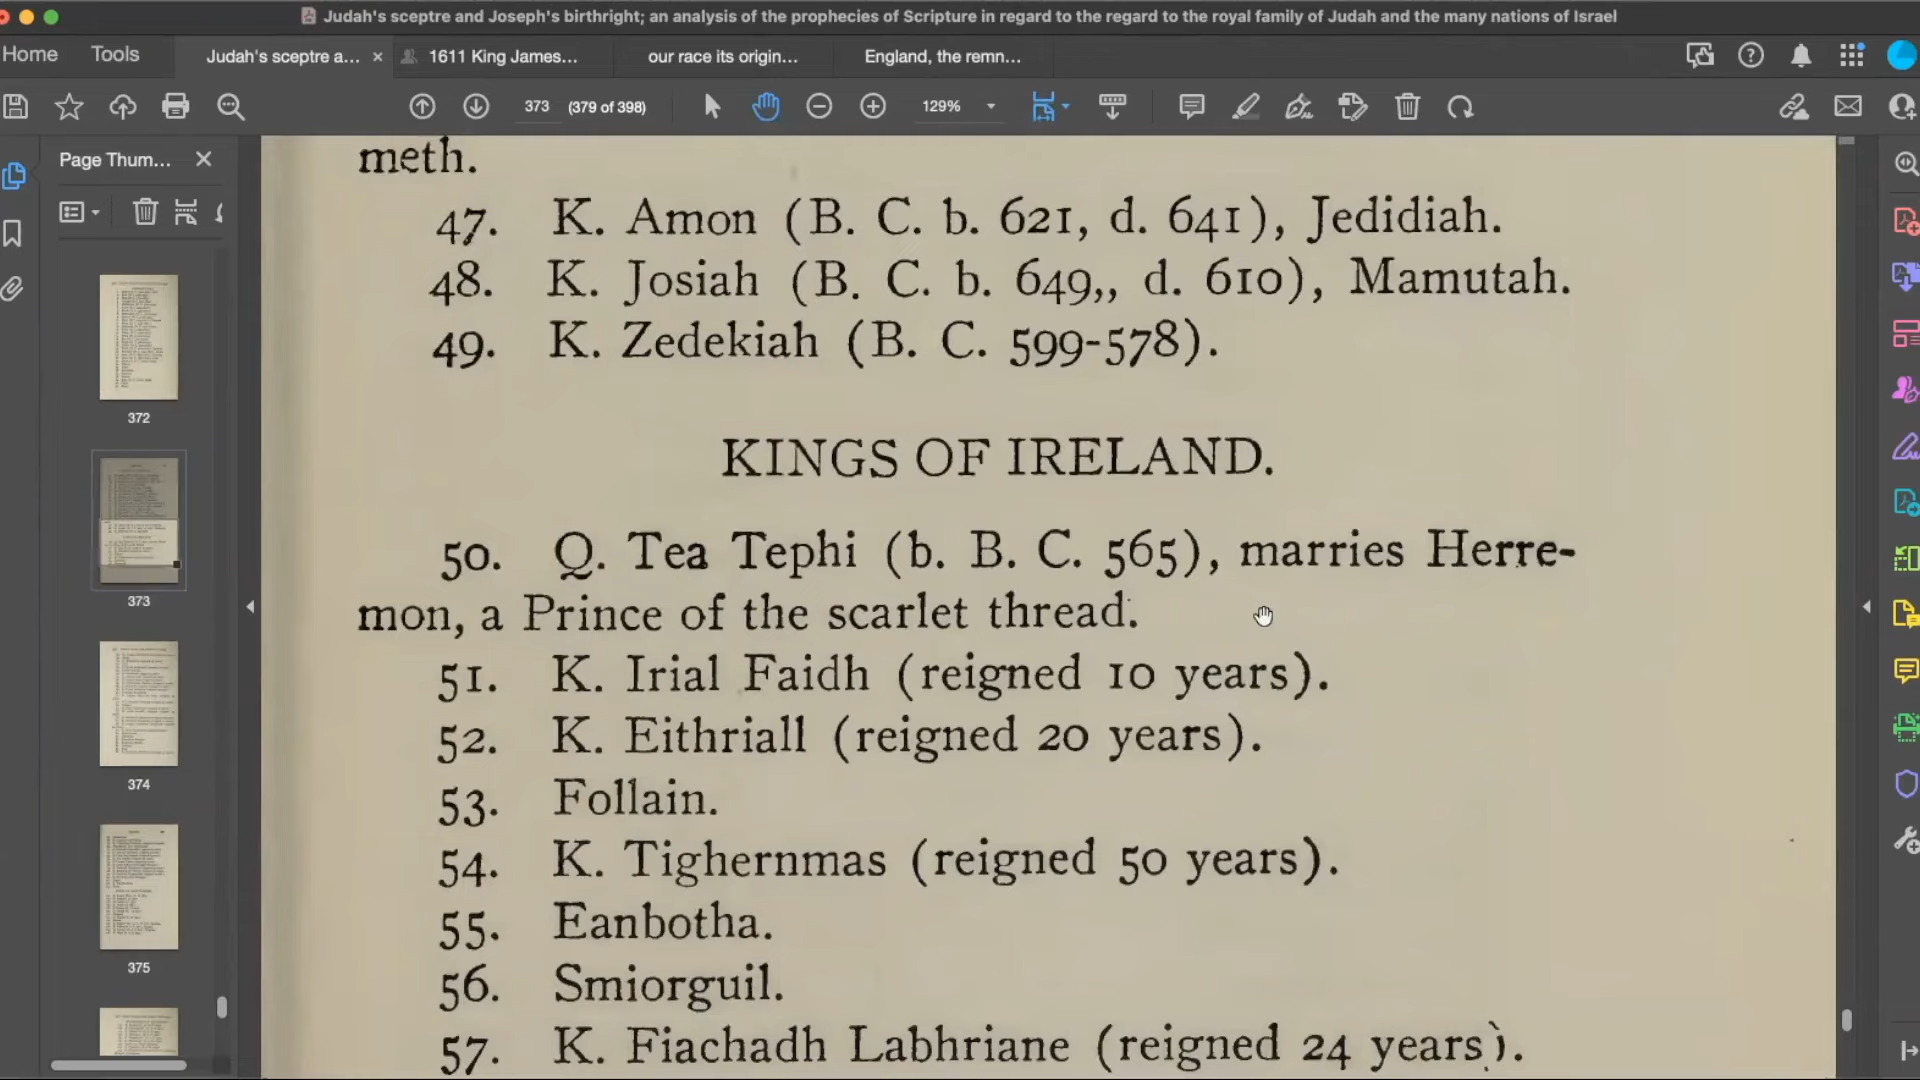 Judah's sceptre and Joseph's birthright; an analysis of the prophecies of Scripture in regard to the regard to the royal family of Judah and the many nations of Israel
Home Tools Judah's sceptre a... 1611 King James... our race its origin... England, the remn...
373 (379 of 398) 129%
Page Thum...
372
373
374
375
meth.
47. K. Amon (B. C. b. 621, d. 641), Jedidiah.
48. K. Josiah (B. C. b. 649,, d. 610), Mamutah.
49. K. Zedekiah (B. C. 599-578).
KINGS OF IRELAND.
50. Q. Tea Tephi (b. B. C. 565), marries Herre-
mon, a Prince of the scarlet thread.
51. K. Irial Faidh (reigned 10 years).
52. K. Eithriall (reigned 20 years).
53. Follain.
54. K. Tighernmas (reigned 50 years).
55. Eanbotha.
56. Smiorguil.
57. K. Fiachadh Labhriane (reigned 24 years).